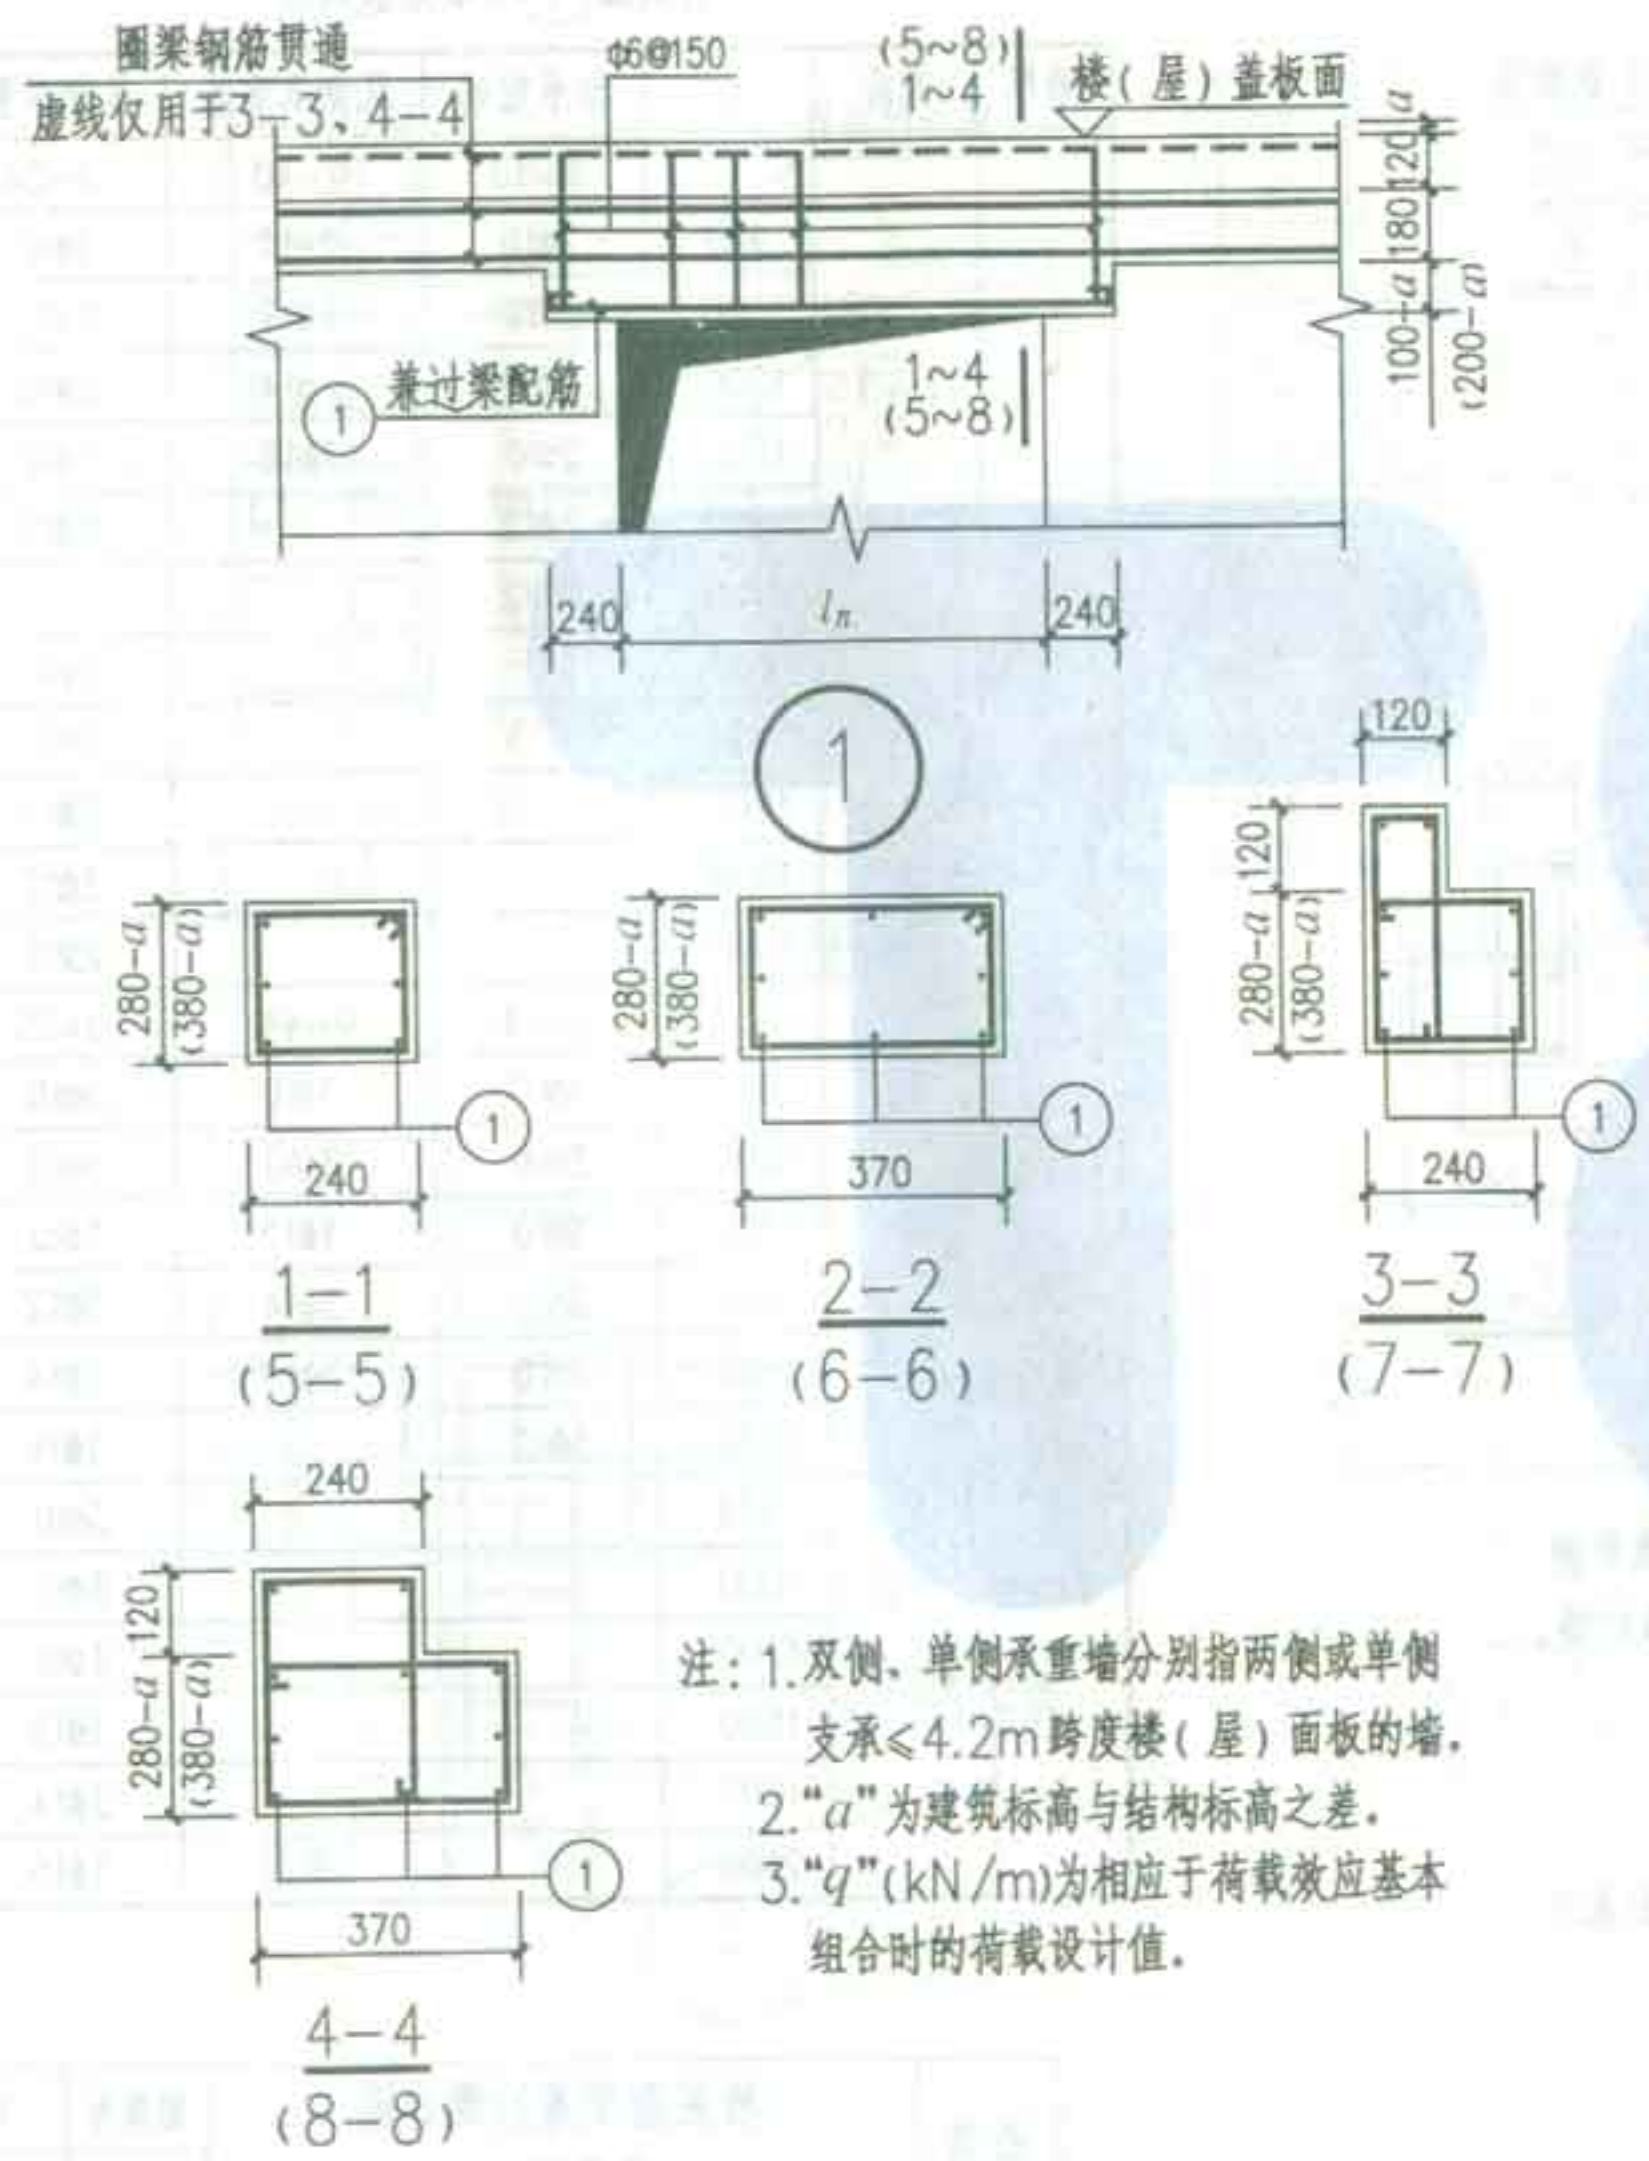 圈梁钢筋贯通
虚线仅用于3-3、4-4
ϕ6@150
(5~8)
1~4
楼(屋)盖板面
a
120
180
100-a
(200-a)
1
兼过梁配筋
1~4
(5~8)
240
ln
240
1
280-a
(380-a)
1
240
1-1
(5-5)
280-a
(380-a)
1
370
2-2
(6-6)
120
120
280-a
(380-a)
1
240
3-3
(7-7)
240
120
280-a
(380-a)
1
370
4-4
(8-8)
注:1.双侧、单侧承重墙分别指两侧或单侧
支承≤4.2m跨度楼(屋)面板的墙.
2.“a”为建筑标高与结构标高之差.
3.“q”(kN/m)为相应于荷载效应基本
组合时的荷载设计值.